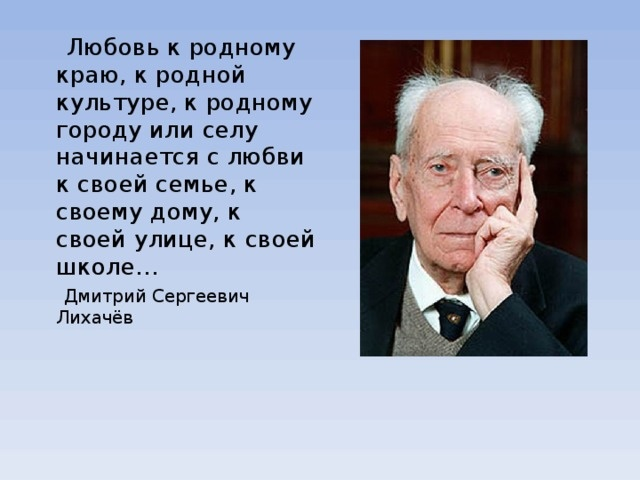 Любовь к родному
краю, к родной
культуре, к родному
городу или селу
начинается с любви
к своей семье, к
своему дому, к
своей улице, к своей
школе…
Дмитрий Сергеевич
Лихачёв